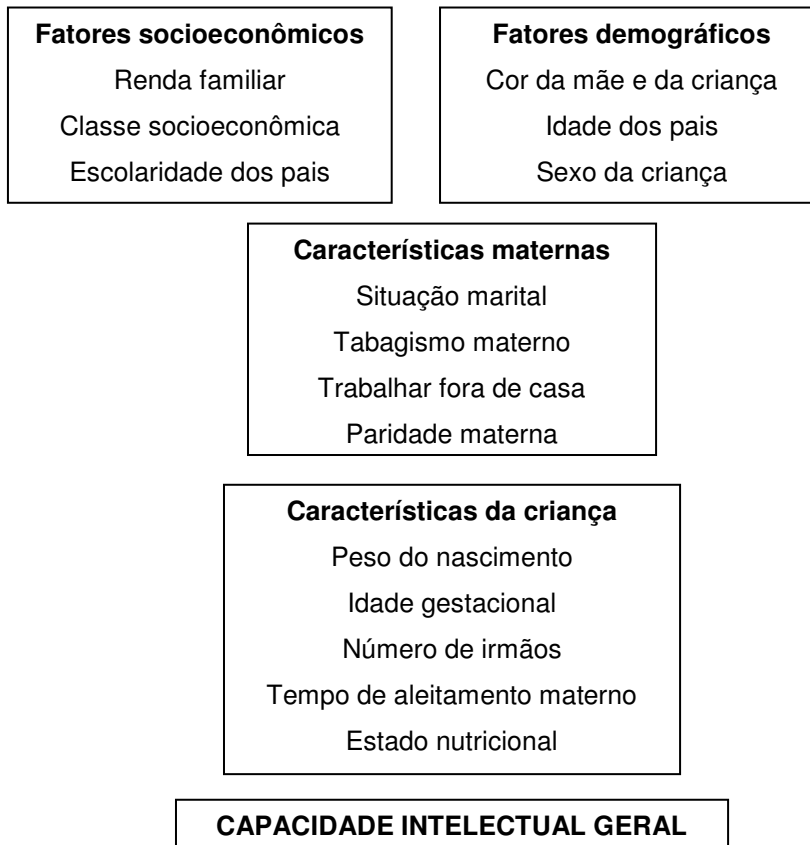 Fatores socioeconômicos
Renda familiar
Classe socioeconômica
Escolaridade dos pais
Fatores demográficos
Cor da mãe e da criança
Idade dos pais
Sexo da criança
Características maternas
Situação marital
Tabagismo materno
Trabalhar fora de casa
Paridade materna
Características da criança
Peso do nascimento
Idade gestacional
Número de irmãos
Tempo de aleitamento materno
Estado nutricional
CAPACIDADE INTELECTUAL GERAL